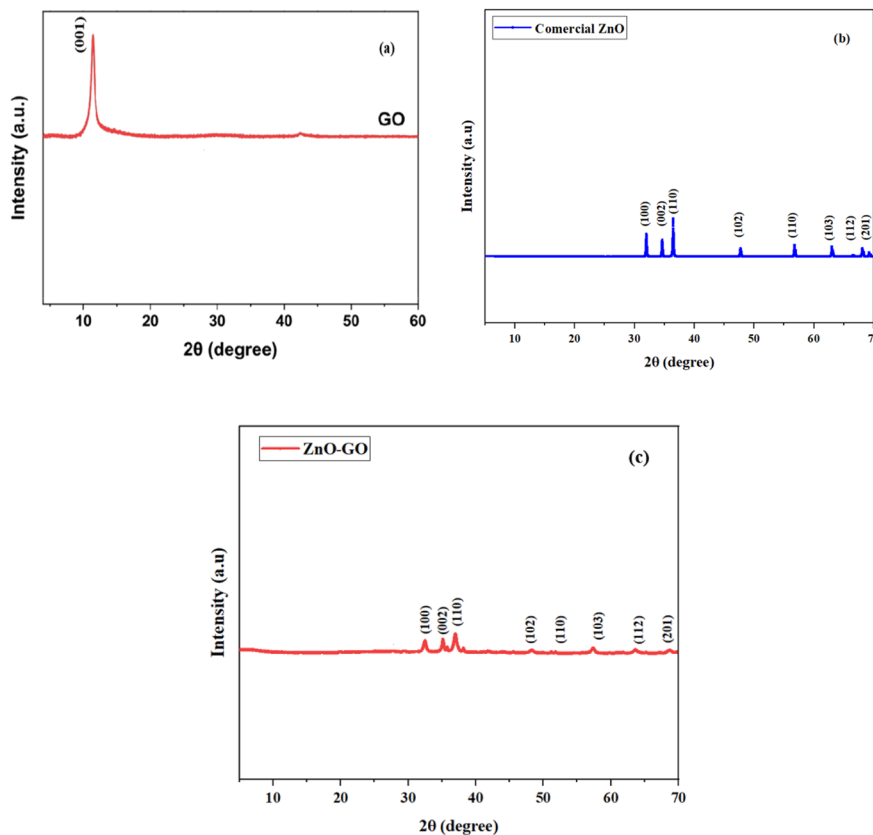 (001)
(a)
GO
Intensity (a.u.)
10 20 30 40 50 60
2θ (degree)
Comercial ZnO
(b)
(100) (002) (110) (102) (110) (103) (112) (201)
Intensity (a.u)
10 20 30 40 50 60 70
2θ (degree)
ZnO-GO
(c)
(100) (002) (110) (102) (110) (103) (112) (201)
Intensity (a.u)
10 20 30 40 50 60 70
2θ (degree)